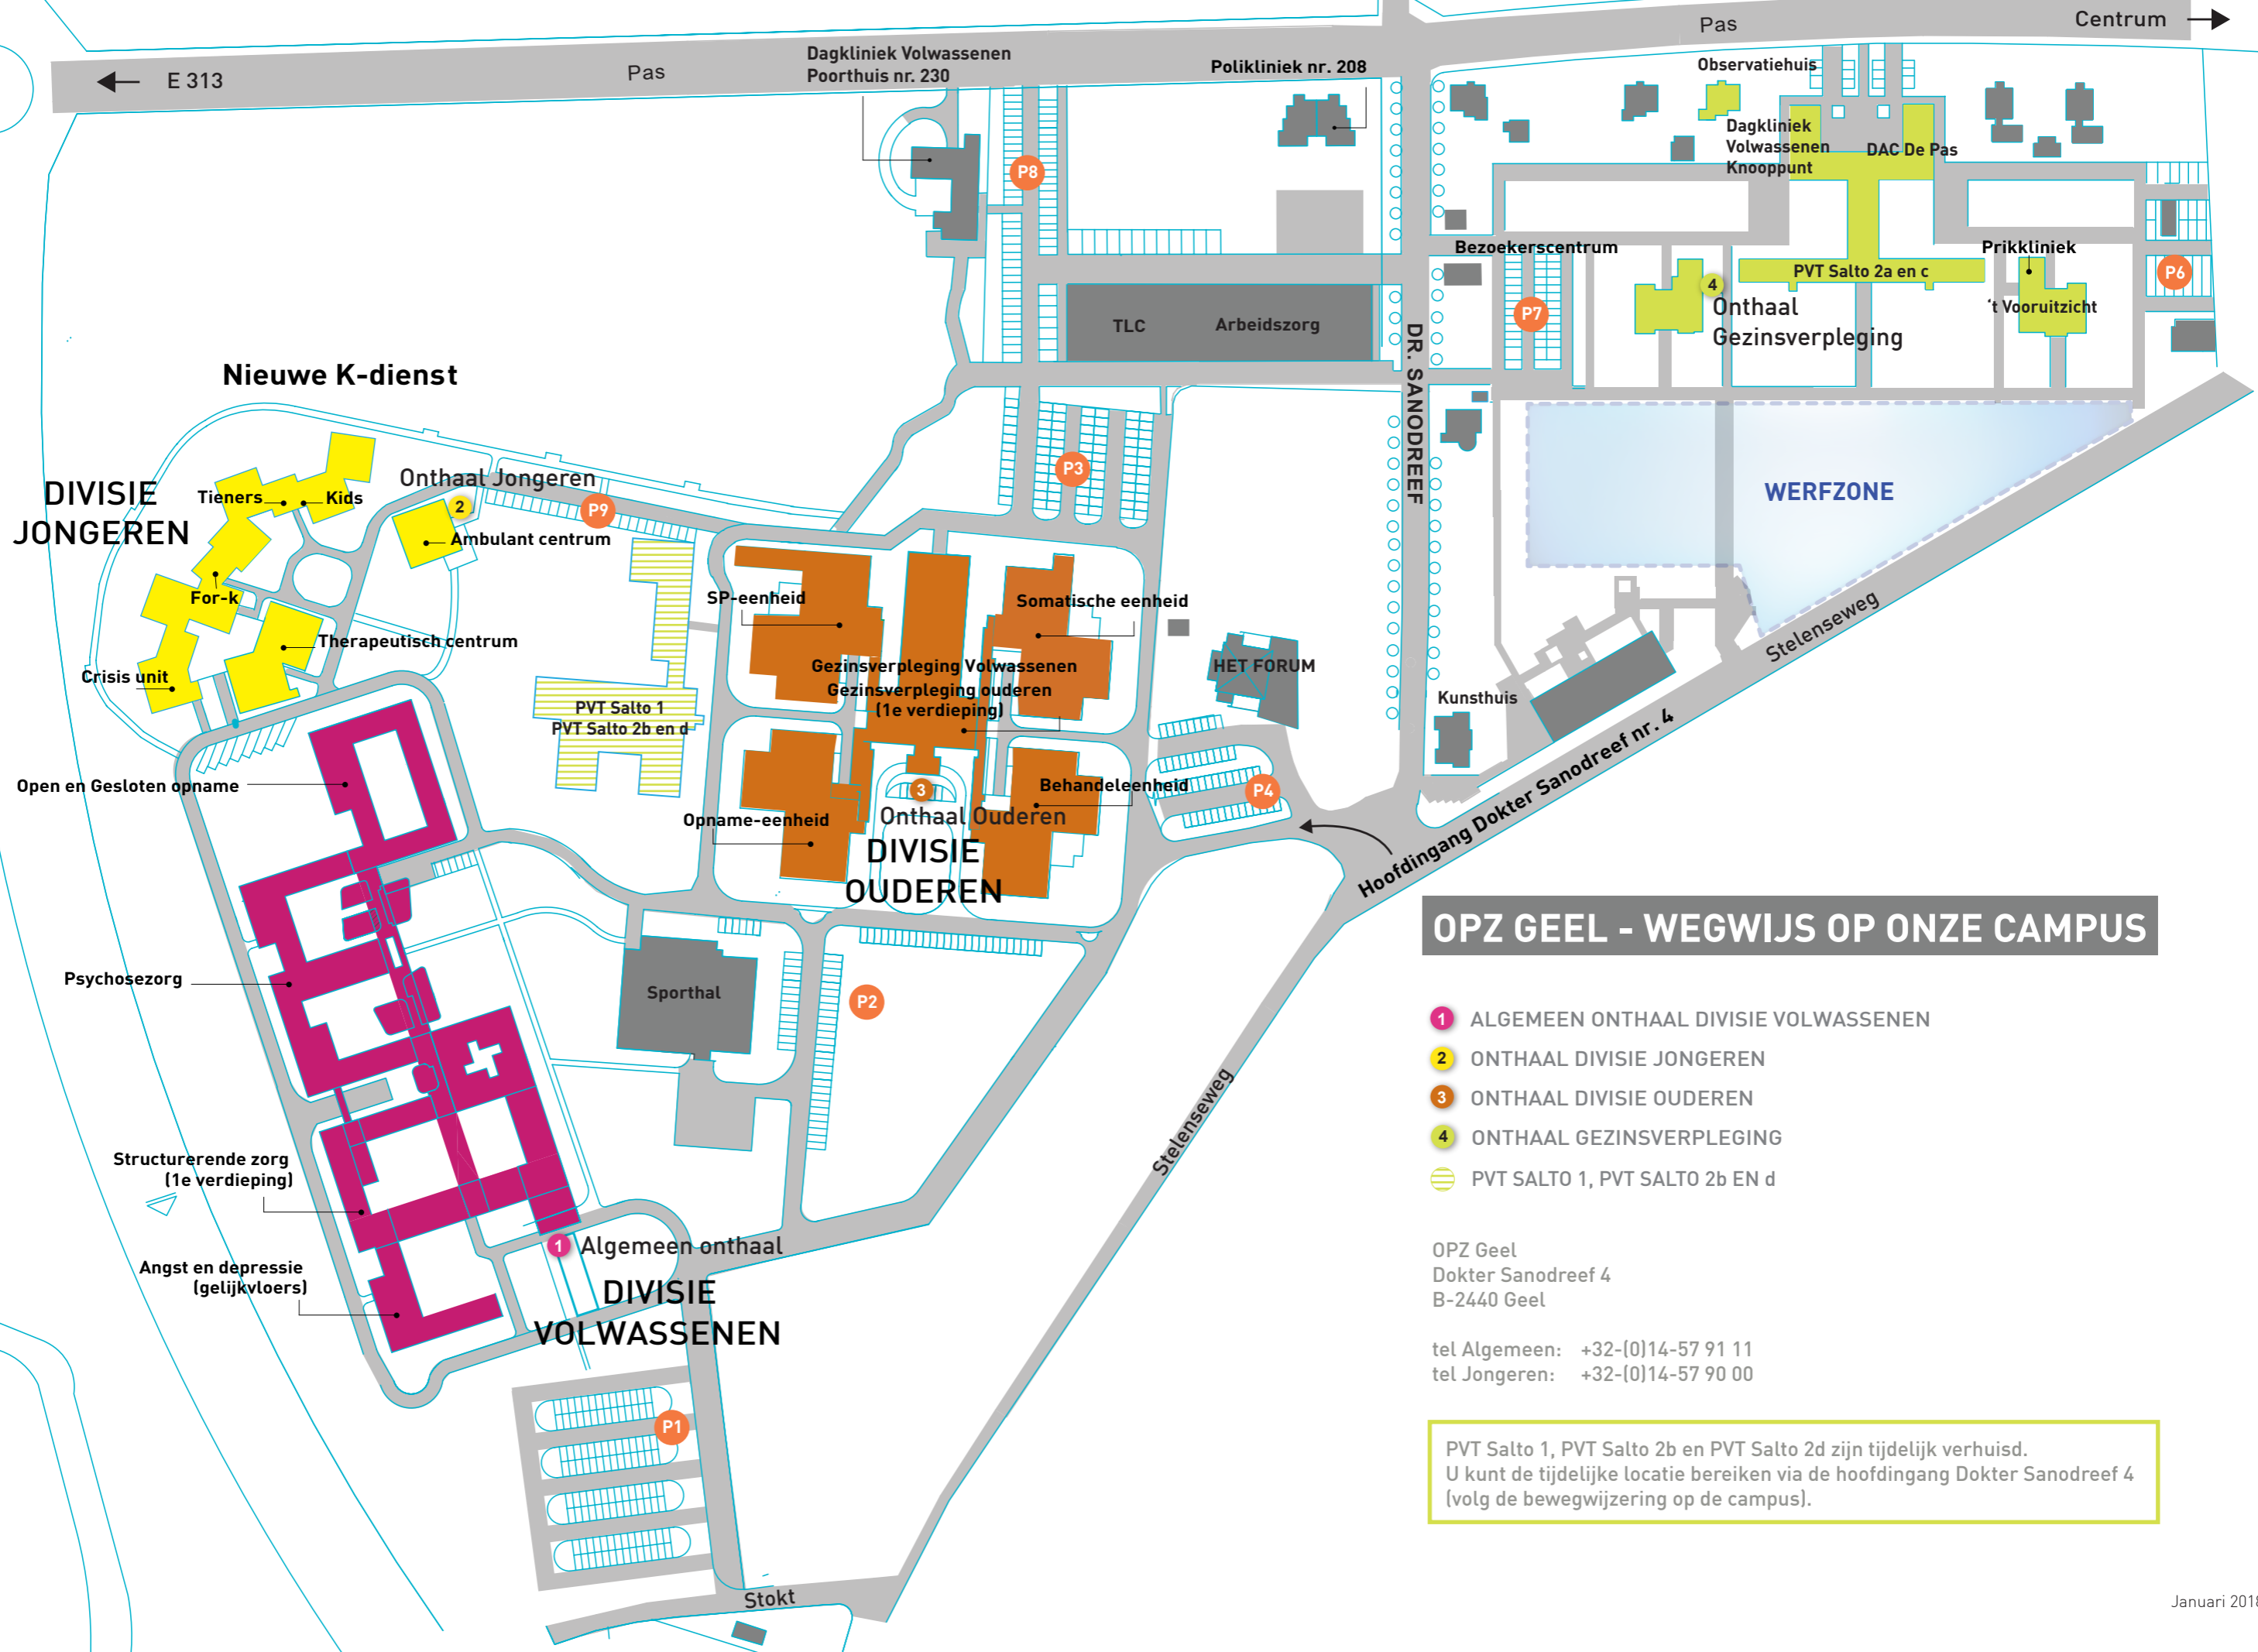 Pas
Centrum
Dagkliniek Volwassenen
Poorthuis nr. 230
Polikliniek nr. 208
Observatiehuis
E 313
Pas
Dagkliniek
Volwassenen
Knooppunt
DAC De Pas
P8
Bezoekerscentrum
Prikkliniek
PVT Salto 2a en c
P6
4
Onthaal
Gezinsverpleging
't Vooruitzicht
P7
TLC
Arbeidszorg
DR. SANODREEF
Nieuwe K-dienst
P3
Onthaal Jongeren
DIVISIE
JONGEREN
Tieners
Kids
2
P9
WERFZONE
Ambulant centrum
For-k
SP-eenheid
Somatische eenheid
Stelenseweg
Therapeutisch centrum
Crisis unit
Gezinsverpleging Volwassenen
Gezinsverpleging ouderen
(1e verdieping)
HET FORUM
PVT Salto 1
PVT Salto 2b en d
Kunsthuis
Open en Gesloten opname
3
Behandeleenheid
P4
Opname-eenheid
Onthaal Ouderen
DIVISIE
OUDEREN
Hoofdingang Dokter Sanodreef nr. 4
OPZ GEEL - WEGWIJS OP ONZE CAMPUS
Psychosezorg
Sporthal
P2
1 ALGEMEEN ONTHAAL DIVISIE VOLWASSENEN
2 ONTHAAL DIVISIE JONGEREN
3 ONTHAAL DIVISIE OUDEREN
4 ONTHAAL GEZINSVERPLEGING
PVT SALTO 1, PVT SALTO 2b EN d
Stelenseweg
Structurerende zorg
(1e verdieping)
1
Algemeen onthaal
Angst en depressie
(gelijkvloers)
DIVISIE
VOLWASSENEN
OPZ Geel
Dokter Sanodreef 4
B-2440 Geel
tel Algemeen: +32-(0)14-57 91 11
tel Jongeren: +32-(0)14-57 90 00
P1
PVT Salto 1, PVT Salto 2b en PVT Salto 2d zijn tijdelijk verhuisd.
U kunt de tijdelijke locatie bereiken via de hoofdingang Dokter Sanodreef 4
(volg de bewegwijzering op de campus).
Stokt
Januari 2018